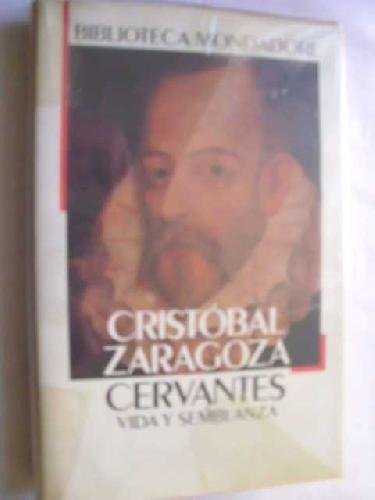 BIBLIOTECA MONDADORI
CRISTÓBAL
ZARAGOZA
CERVANTES
VIDA Y SEMBLANZA